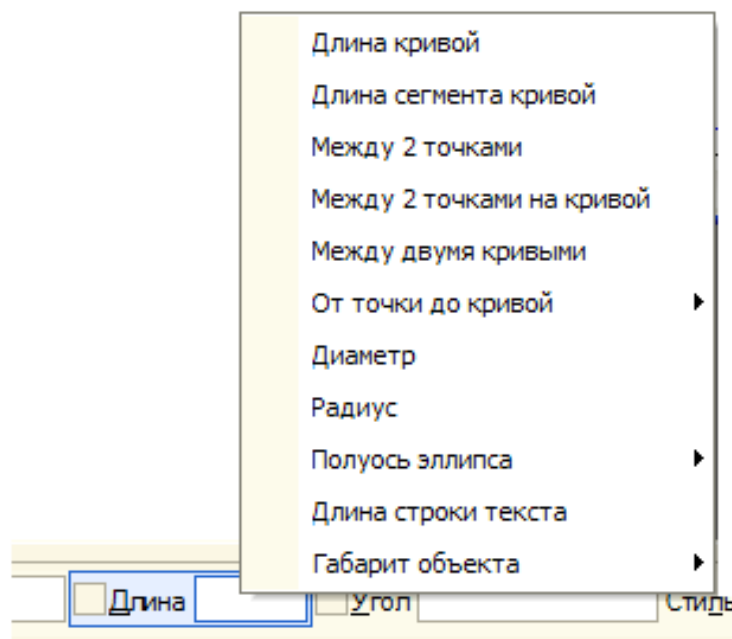 Длина кривой
Длина сегмента кривой
Между 2 точками
Между 2 точками на кривой
Между двумя кривыми
От точки до кривой
Диаметр
Радиус
Полуось эллипса
Длина строки текста
Габарит объекта
Длина Угол Стиль